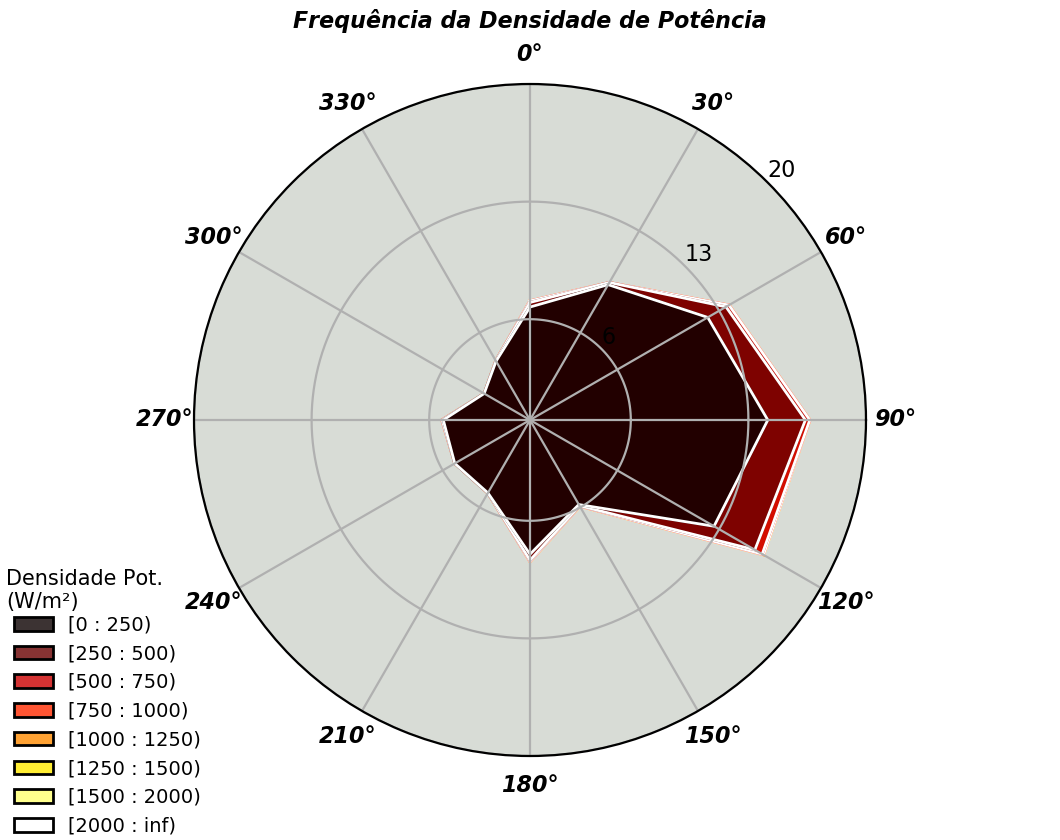 Frequência da Densidade de Potência
0°
330°
30°
20
300°
60°
13
6
270°
90°
240°
120°
210°
150°
180°
Densidade Pot.
(W/m²)
[0 : 250)
[250 : 500)
[500 : 750)
[750 : 1000)
[1000 : 1250)
[1250 : 1500)
[1500 : 2000)
[2000 : inf)